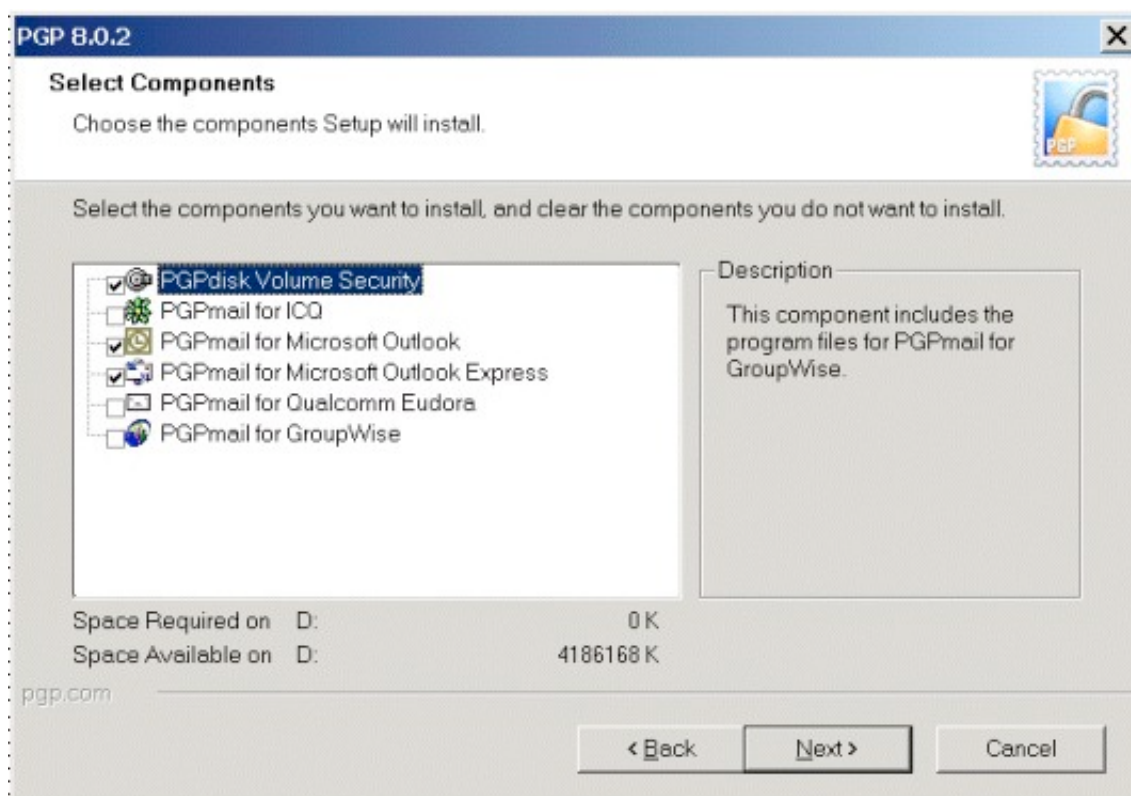 PGP 8.0.2
Select Components
Choose the components Setup will install.
PGP
Select the components you want to install, and clear the components you do not want to install.
PGPdisk Volume Security
PGPmail for ICQ
PGPmail for Microsoft Outlook
PGPmail for Microsoft Outlook Express
PGPmail for Qualcomm Eudora
PGPmail for GroupWise
Description
This component includes the
program files for PGPmail for
GroupWise.
Space Required on D: 0 K
Space Available on D: 4186168 K
pgp.com
< Back
Next >
Cancel